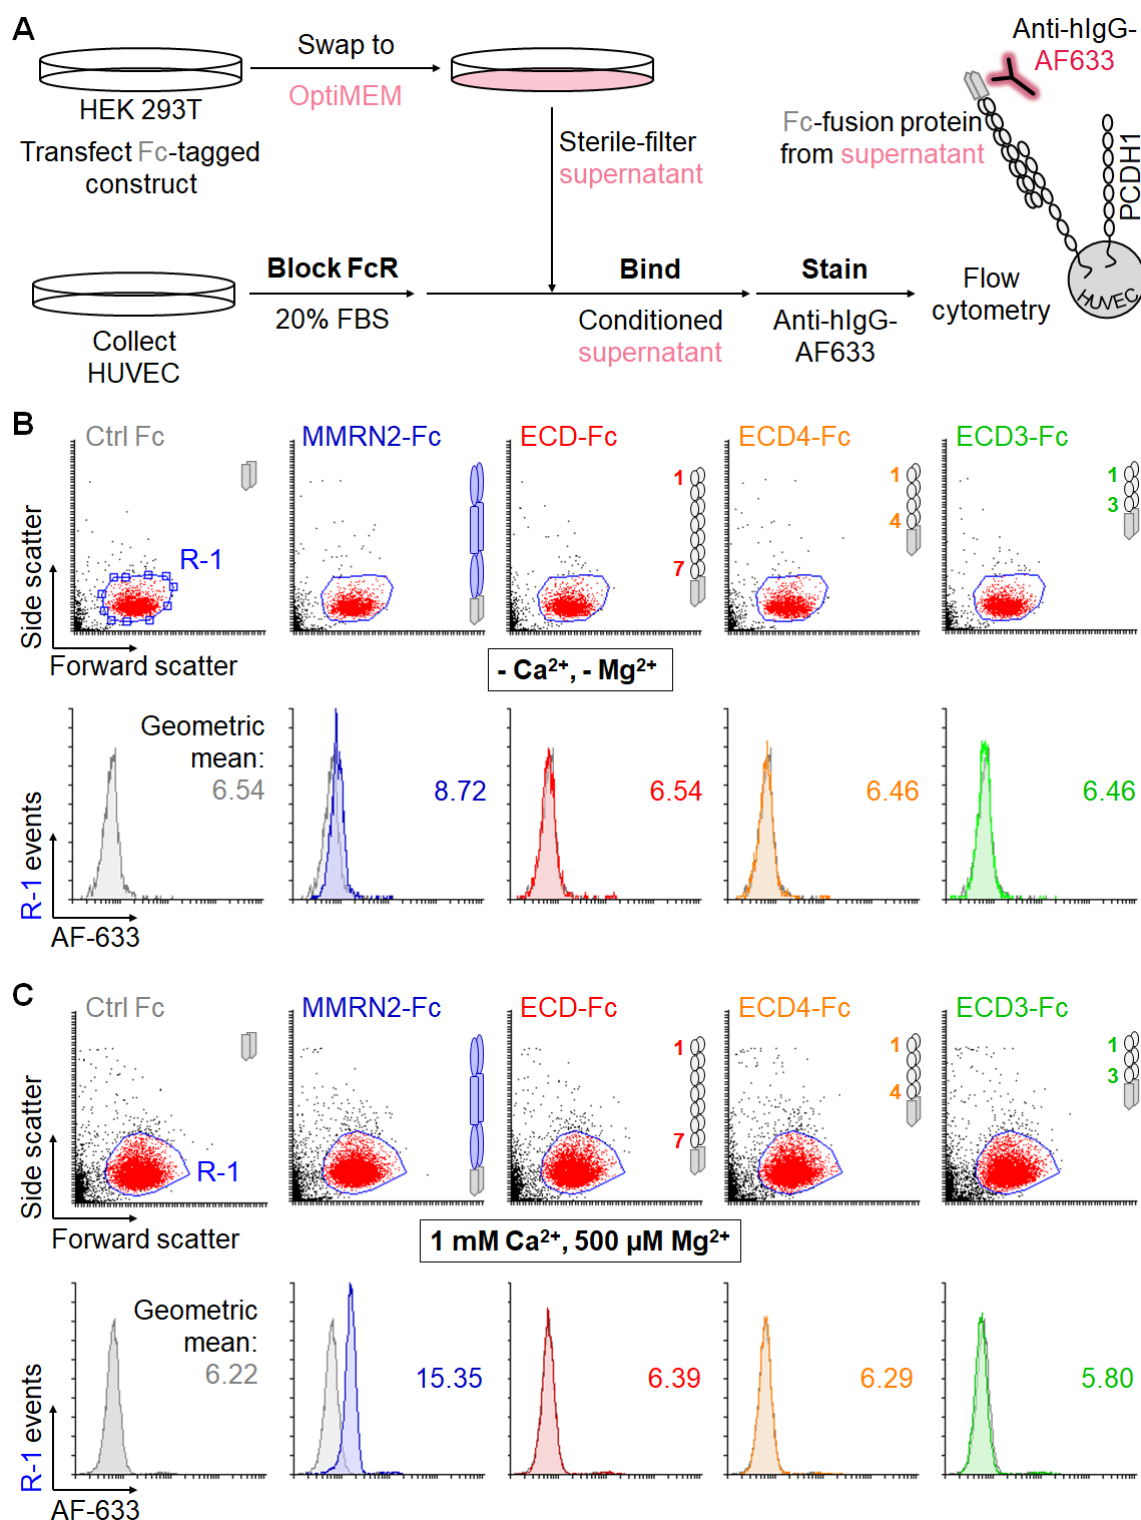 A
HEK 293T
Transfect Fc-tagged
construct
Swap to
OptiMEM
Sterile-filter
supernatant
Anti-hIgG-
AF633
Fc-fusion protein
from supernatant
PCDH1
HUVEC
Collect
HUVEC
Block FcR
20% FBS
Bind
Conditioned
supernatant
Stain
Anti-hIgG-
AF633
Flow
cytometry
B
Ctrl Fc
MMRN2-Fc
ECD-Fc
ECD4-Fc
ECD3-Fc
1
7
1
4
1
3
R-1
Side scatter
Forward scatter
- Ca²⁺, - Mg²⁺
Geometric
mean:
6.54
8.72
6.54
6.46
6.46
R-1 events
AF-633
C
Ctrl Fc
MMRN2-Fc
ECD-Fc
ECD4-Fc
ECD3-Fc
1
7
1
4
1
3
R-1
Side scatter
Forward scatter
1 mM Ca²⁺, 500 µM Mg²⁺
Geometric
mean:
6.22
15.35
6.39
6.29
5.80
R-1 events
AF-633